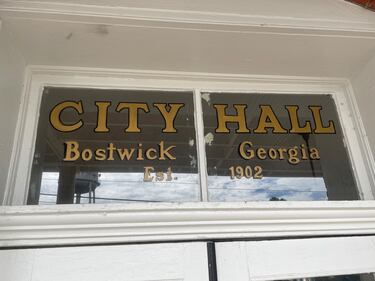 CITY HALL
Bostwick Georgia
Est. 1902